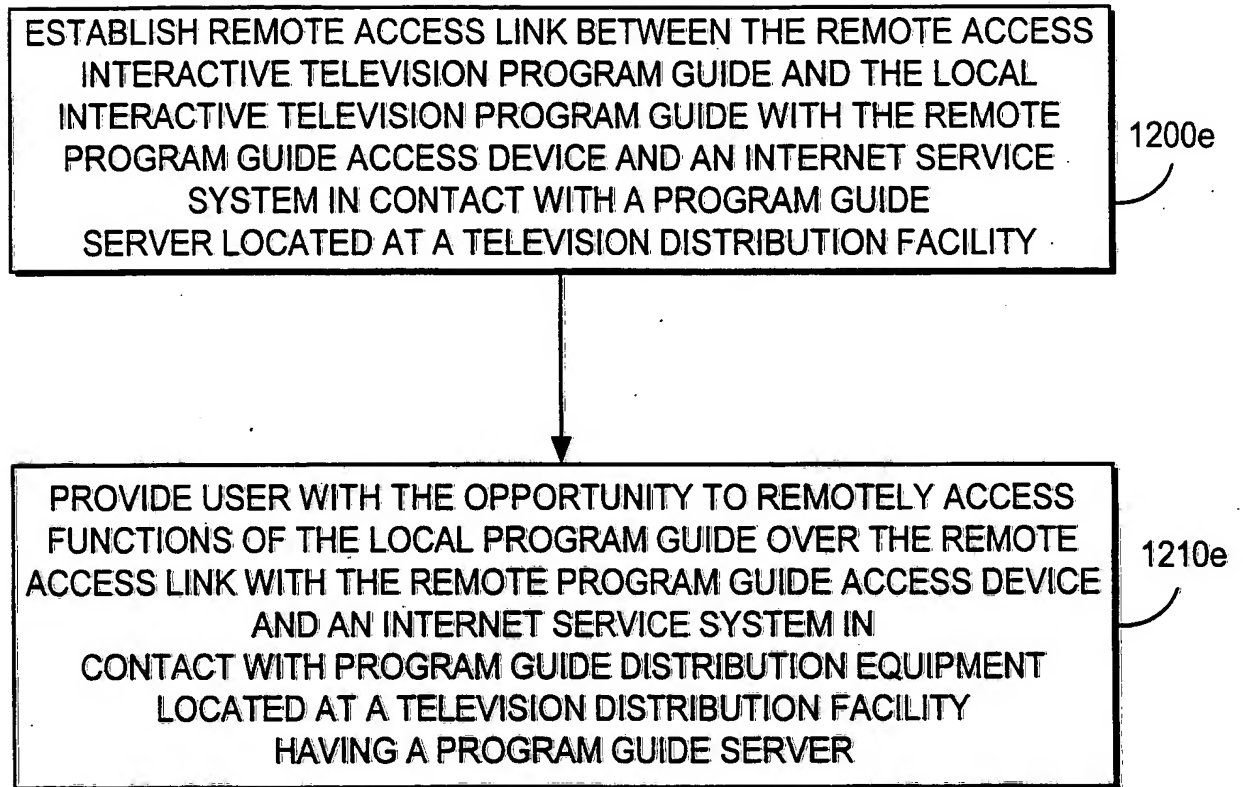 ESTABLISH REMOTE ACCESS LINK BETWEEN THE REMOTE ACCESS
INTERACTIVE TELEVISION PROGRAM GUIDE AND THE LOCAL
INTERACTIVE TELEVISION PROGRAM GUIDE WITH THE REMOTE
PROGRAM GUIDE ACCESS DEVICE AND AN INTERNET SERVICE
SYSTEM IN CONTACT WITH A PROGRAM GUIDE
SERVER LOCATED AT A TELEVISION DISTRIBUTION FACILITY
1200e
PROVIDE USER WITH THE OPPORTUNITY TO REMOTELY ACCESS
FUNCTIONS OF THE LOCAL PROGRAM GUIDE OVER THE REMOTE
ACCESS LINK WITH THE REMOTE PROGRAM GUIDE ACCESS DEVICE
AND AN INTERNET SERVICE SYSTEM IN
CONTACT WITH PROGRAM GUIDE DISTRIBUTION EQUIPMENT
LOCATED AT A TELEVISION DISTRIBUTION FACILITY
HAVING A PROGRAM GUIDE SERVER
1210e